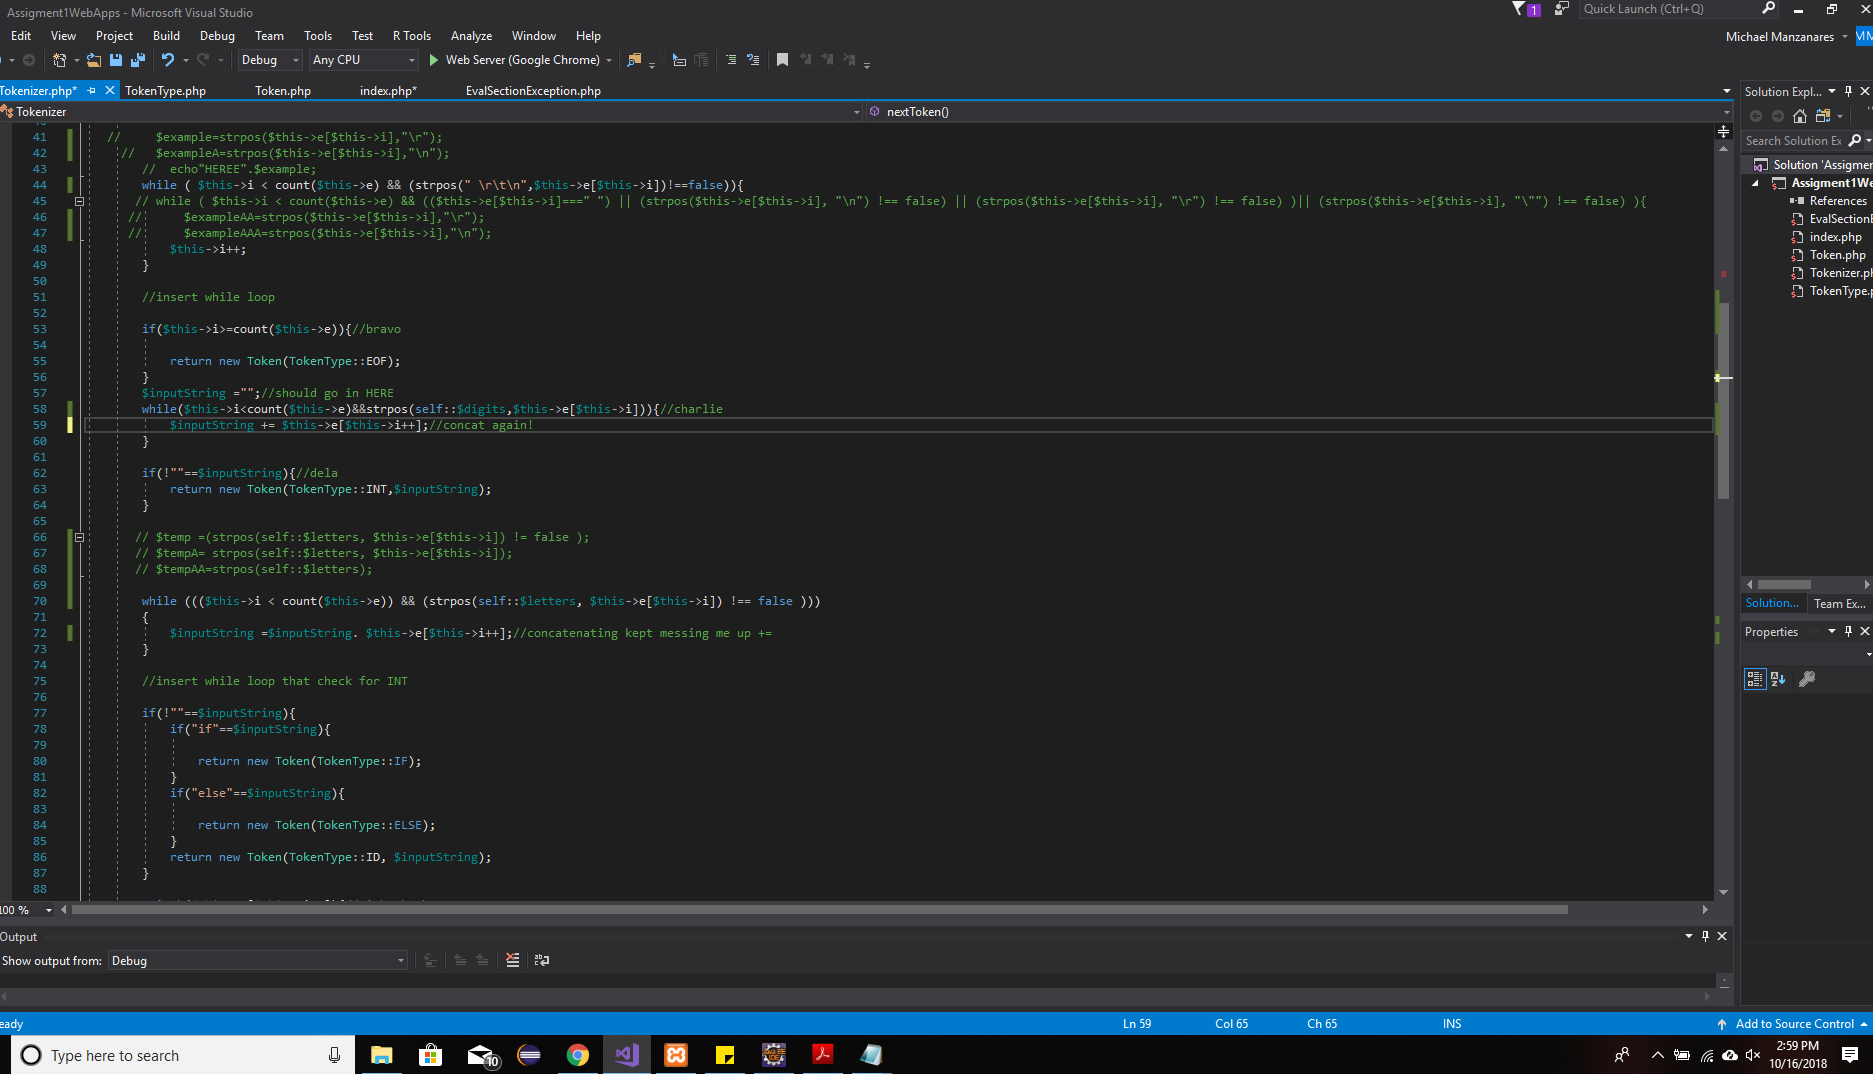 Assigment1WebApps - Microsoft Visual Studio
1
Quick Launch (Ctrl+Q)
Edit View Project Build Debug Team Tools Test R Tools Analyze Window Help
Michael Manzanares MM
Debug Any CPU Web Server (Google Chrome)
Tokenizer.php* TokenType.php Token.php index.php* EvalSectionException.php
Tokenizer nextToken()
41 // $example=strpos($this->e[$this->i],"\r");
42 // $exampleA=strpos($this->e[$this->i],"\n");
43 // echo"HEREE".$example;
44 while ( $this->i < count($this->e) && (strpos(" \r\t\n",$this->e[$this->i])!==false)){
45 // while ( $this->i < count($this->e) && (($this->e[$this->i]===" ") || (strpos($this->e[$this->i], "\n") !== false) || (strpos($this->e[$this->i], "\r") !== false) )|| (strpos($this->e[$this->i], "\"") !== false) ){
46 // $exampleAA=strpos($this->e[$this->i],"\r");
47 // $exampleAAA=strpos($this->e[$this->i],"\n");
48 $this->i++;
49 }
50
51 //insert while loop
52
53 if($this->i>=count($this->e)){//bravo
54
55 return new Token(TokenType::EOF);
56 }
57 $inputString ="";//should go in HERE
58 while($this->i<count($this->e)&&strpos(self::$digits,$this->e[$this->i])){//charlie
59 $inputString += $this->e[$this->i++];//concat again!
60 }
61
62 if(!""==$inputString){//dela
63 return new Token(TokenType::INT,$inputString);
64 }
65
66 // $temp =(strpos(self::$letters, $this->e[$this->i]) != false );
67 // $tempA= strpos(self::$letters, $this->e[$this->i]);
68 // $tempAA=strpos(self::$letters);
69
70 while ((($this->i < count($this->e)) && (strpos(self::$letters, $this->e[$this->i]) !== false )))
71 {
72 $inputString =$inputString. $this->e[$this->i++];//concatenating kept messing me up +=
73 }
74
75 //insert while loop that check for INT
76
77 if(!""==$inputString){
78 if("if"==$inputString){
79
80 return new Token(TokenType::IF);
81 }
82 if("else"==$inputString){
83
84 return new Token(TokenType::ELSE);
85 }
86 return new Token(TokenType::ID, $inputString);
87 }
88
100 %
Output
Show output from: Debug
Solution Expl...
Search Solution Ex
Solution 'Assigmen
Assigment1We
References
EvalSectionE
index.php
Token.php
Tokenizer.ph
TokenType.p
Solution... Team Ex...
Properties
eady Ln 59 Col 65 Ch 65 INS Add to Source Control
Type here to search
10
2:59 PM
10/16/2018